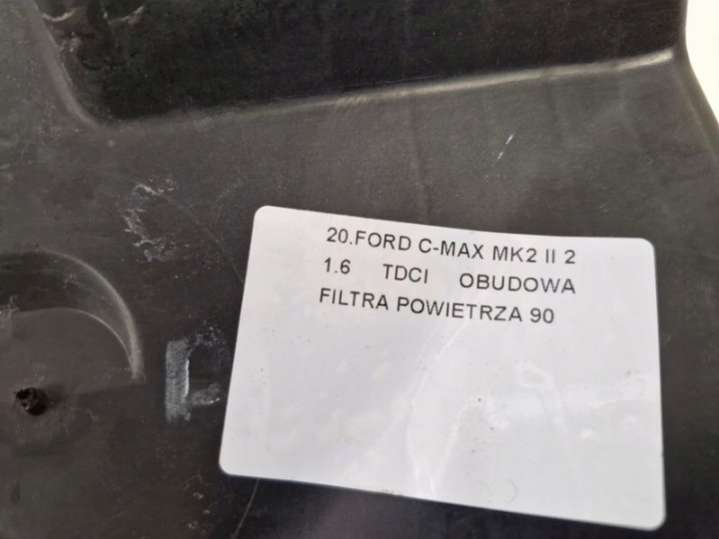 20.FORD C-MAX MK2 II 2
1.6 TDCI OBUDOWA
FILTRA POWIETRZA 90